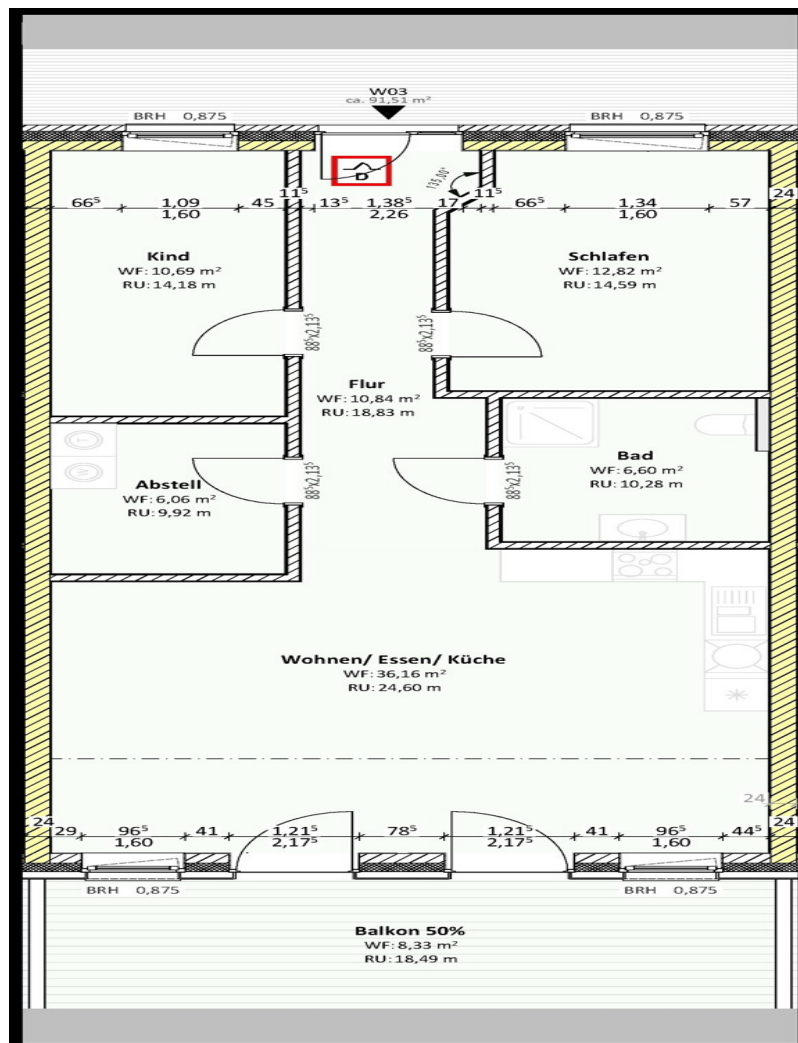 W03
ca. 91,51 m²
BRH 0,875
BRH 0,875
D
135,00°
11⁵
11⁵
24
66⁵
1,09
1,60
45
13⁵
1,38⁵
2,26
17
66⁵
1,34
1,60
57
Kind
WF: 10,69 m²
RU: 14,18 m
Schlafen
WF: 12,82 m²
RU: 14,59 m
88⁵x2,13⁵
88⁵x2,13⁵
Flur
WF: 10,84 m²
RU: 18,83 m
Abstell
WF: 6,06 m²
RU: 9,92 m
88⁵x2,13⁵
88⁵x2,13⁵
Bad
WF: 6,60 m²
RU: 10,28 m
Wohnen/ Essen/ Küche
WF: 36,16 m²
RU: 24,60 m
24
24
29
96⁵
1,60
41
1,21⁵
2,17⁵
78⁵
1,21⁵
2,17⁵
41
96⁵
1,60
44⁵
24
BRH 0,875
BRH 0,875
Balkon 50%
WF: 8,33 m²
RU: 18,49 m